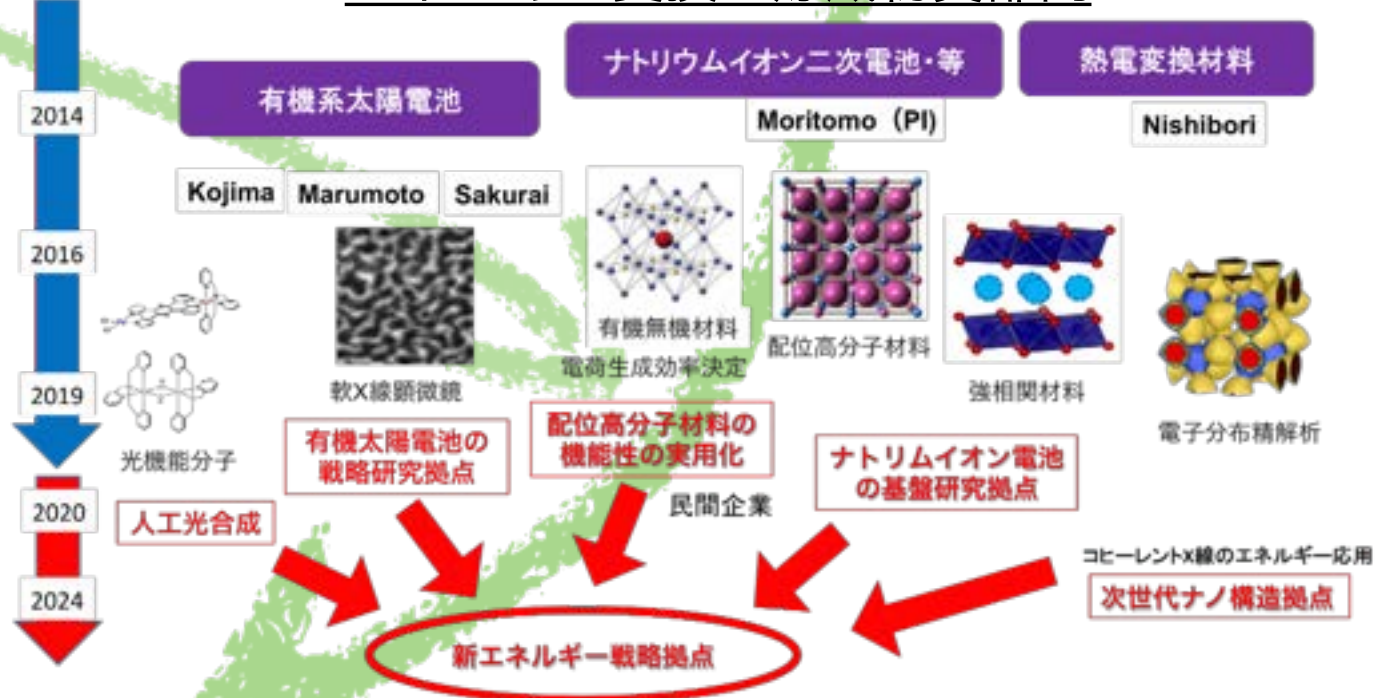 有機系太陽電池
ナトリウムイオン二次電池・等
熱電変換材料
2014
Moritomo (PI)
Nishibori
Kojima
Marumoto
Sakurai
2016
有機無機材料
電荷生成効率決定
配位高分子材料
2019
軟X線顕微鏡
強相関材料
電子分布精解析
光機能分子
有機太陽電池の
戦略研究拠点
配位高分子材料の
機能性の実用化
ナトリムイオン電池
の基盤研究拠点
2020
人工光合成
民間企業
コヒーレントX線のエネルギー応用
次世代ナノ構造拠点
2024
新エネルギー戦略拠点